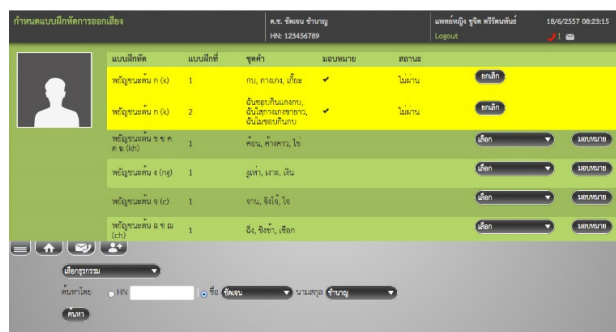 กำหนดแบบฝึกหัดการออกเสียง
ด.ช. ชัดเจน ชำนาญ
HN: 123456789
แพทย์หญิง ชูจิต ศรีรัตนพันธ์
Logout
18/6/2557 08:23:15
1
แบบฝึกหัด แบบฝึกที่ ชุดคำ มอบหมาย สถานะ
พยัญชนะต้น ก (k) 1 กบ, กางเกง, เกี๊ยะ ✔ ไม่ผ่าน ยกเลิก
พยัญชนะต้น ก (k) 2 ฉันชอบกินแกงกบ,
ฉันใส่กางเกงขายาว,
ฉันไม่ชอบกินกบ ✔ ไม่ผ่าน ยกเลิก
พยัญชนะต้น ข ฃ ค
ฅ ฆ (kh) 1 ค้อน, ค้างคาว, ไข่ เลือก มอบหมาย
พยัญชนะต้น ง (ng) 1 งูเห่า, เงาะ, เงิน เลือก มอบหมาย
พยัญชนะต้น จ (c) 1 จาน, จิงโจ้, ใจ เลือก มอบหมาย
พยัญชนะต้น ฉ ช ฌ
(ch) 1 ฉิ่ง, ชิงช้า, เชือก เลือก มอบหมาย
เลือกธุรกรรม
ค้นหาโดย HN ชื่อ ชัดเจน นามสกุล ชำนาญ
ค้นหา